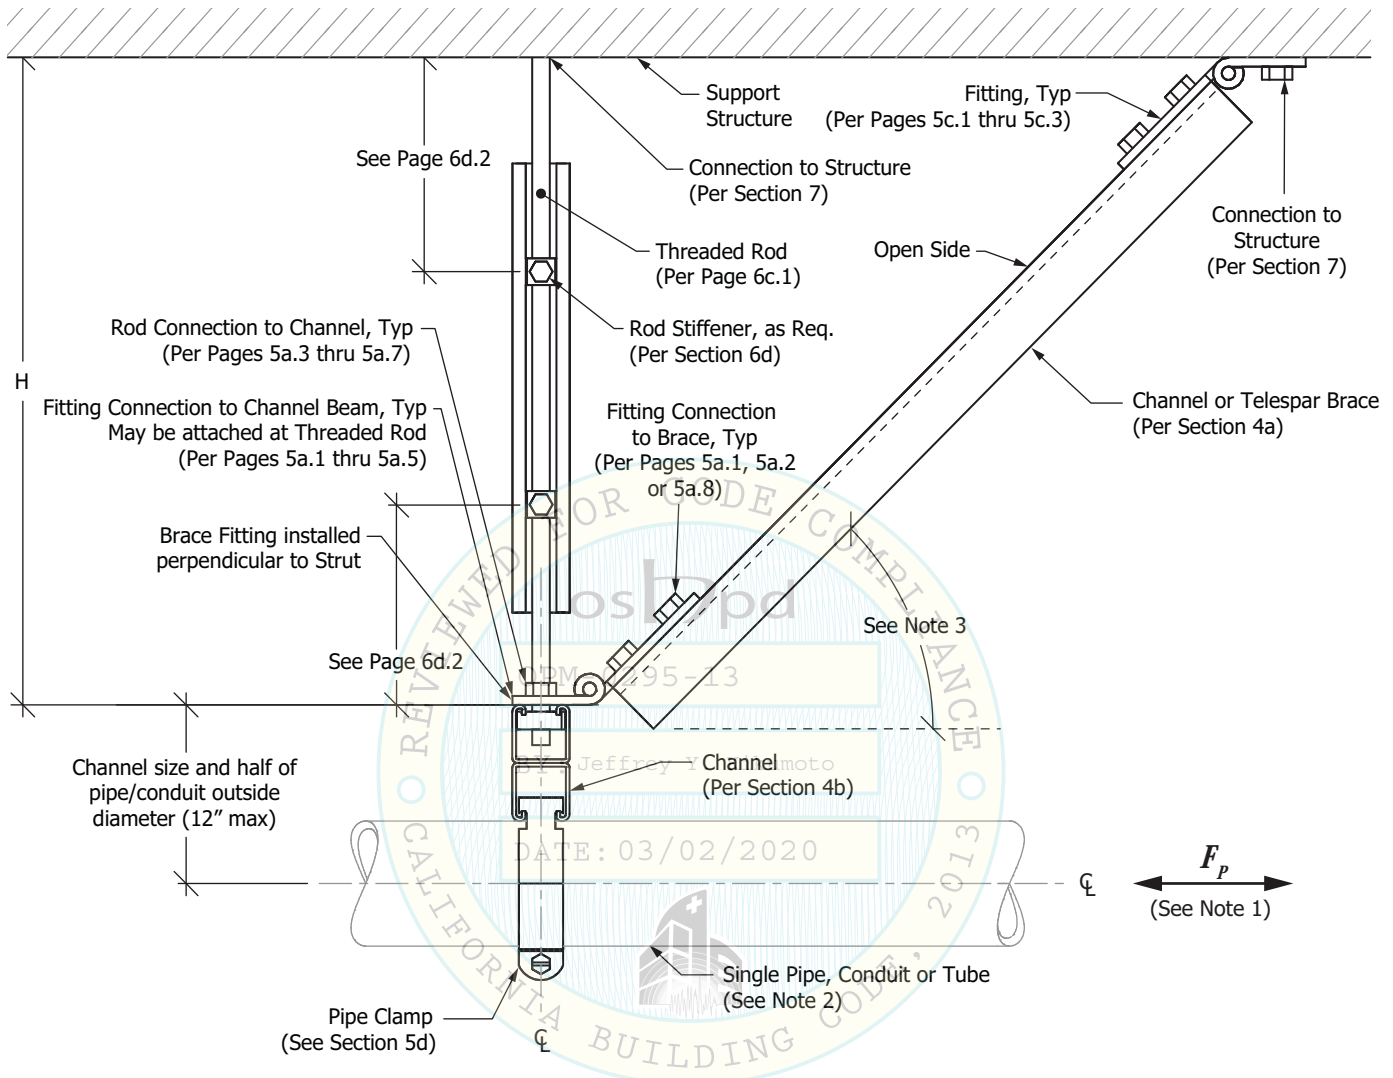 Support
Structure
Fitting, Typ
(Per Pages 5c.1 thru 5c.3)
See Page 6d.2
Connection to Structure
(Per Section 7)
Connection to
Structure
(Per Section 7)
Threaded Rod
(Per Page 6c.1)
Open Side
Rod Connection to Channel, Typ
(Per Pages 5a.3 thru 5a.7)
Rod Stiffener, as Req.
(Per Section 6d)
H
Fitting Connection to Channel Beam, Typ
May be attached at Threaded Rod
(Per Pages 5a.1 thru 5a.5)
Fitting Connection
to Brace, Typ
(Per Pages 5a.1, 5a.2
or 5a.8)
Channel or Telespar Brace
(Per Section 4a)
Brace Fitting installed
perpendicular to Strut
See Note 3
See Page 6d.2
Channel size and half of
pipe/conduit outside
diameter (12” max)
Channel
(Per Section 4b)
Fp
(See Note 1)
℄
Single Pipe, Conduit or Tube
(See Note 2)
Pipe Clamp
(See Section 5d)
℄
REVIEWED FOR CODE COMPLIANCE
oshpd
OPM-0295-13
BY: Jeffrey Y.
DATE: 03/02/2020
CALIFORNIA BUILDING CODE, 2013